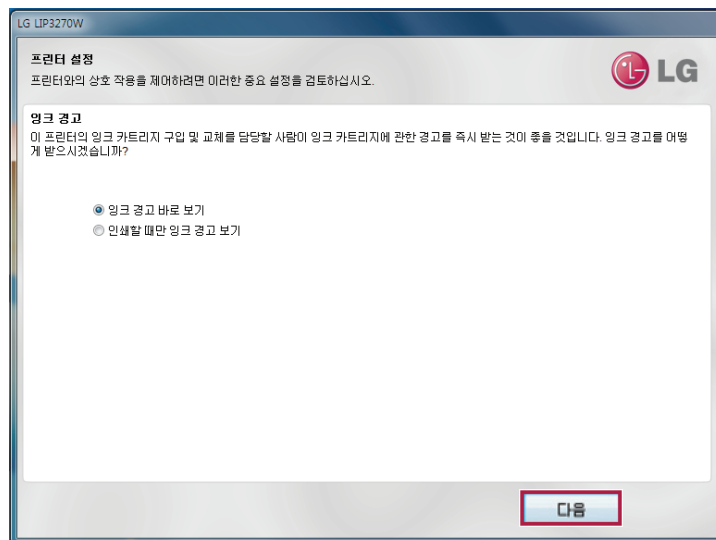 LG LIP3270W
프린터 설정
프린터와의 상호 작용을 제어하려면 이러한 중요 설정을 검토하십시오.
LG
잉크 경고
이 프린터의 잉크 카트리지 구입 및 교체를 담당할 사람이 잉크 카트리지에 관한 경고를 즉시 받는 것이 좋을 것입니다. 잉크 경고를 어떻
게 받으시겠습니까?
잉크 경고 바로 보기
인쇄할 때만 잉크 경고 보기
다음